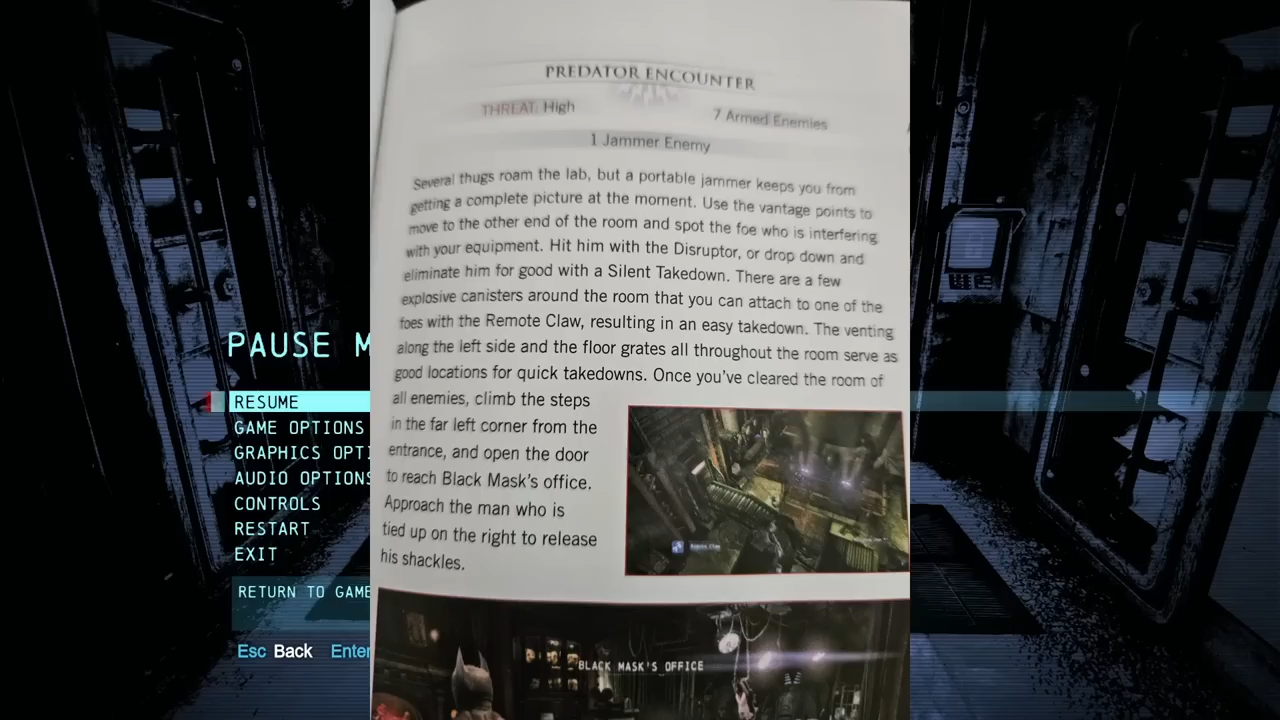 PAUSE M
RESUME
GAME OPTIONS
GRAPHICS OPTI
AUDIO OPTIONS
CONTROLS
RESTART
EXIT
RETURN TO GAME
Esc Back Enter
PREDATOR ENCOUNTER
THREAT: High
7 Armed Enemies
1 Jammer Enemy
Several thugs roam the lab, but a portable jammer keeps you from
getting a complete picture at the moment. Use the vantage points to
move to the other end of the room and spot the foe who is interfering
with your equipment. Hit him with the Disruptor, or drop down and
eliminate him for good with a Silent Takedown. There are a few
explosive canisters around the room that you can attach to one of the
foes with the Remote Claw, resulting in an easy takedown. The venting
along the left side and the floor grates all throughout the room serve as
good locations for quick takedowns. Once you've cleared the room of
all enemies, climb the steps
in the far left corner from the
entrance, and open the door
to reach Black Mask's office.
Approach the man who is
tied up on the right to release
his shackles.
Remote Claw
BLACK MASK'S OFFICE